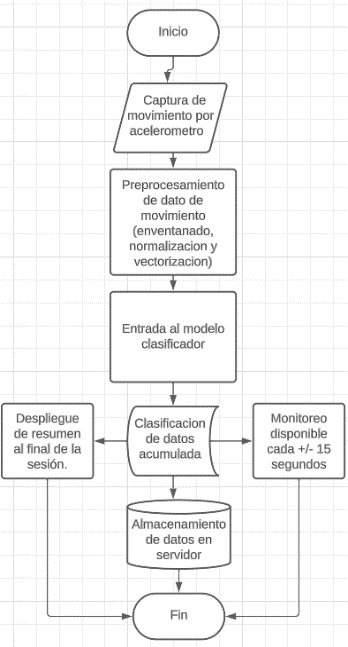 Inicio
Captura de
movimiento por
acelerometro
Preprocesamiento
de dato de
movimiento
(enventanado,
normalizacion y
vectorizacion)
Entrada al modelo
clasificador
Despliegue
de resumen
al final de la
sesión.
Clasificacion
de datos
acumulada
Monitoreo
disponible
cada +/- 15
segundos
Almacenamiento
de datos en
servidor
Fin